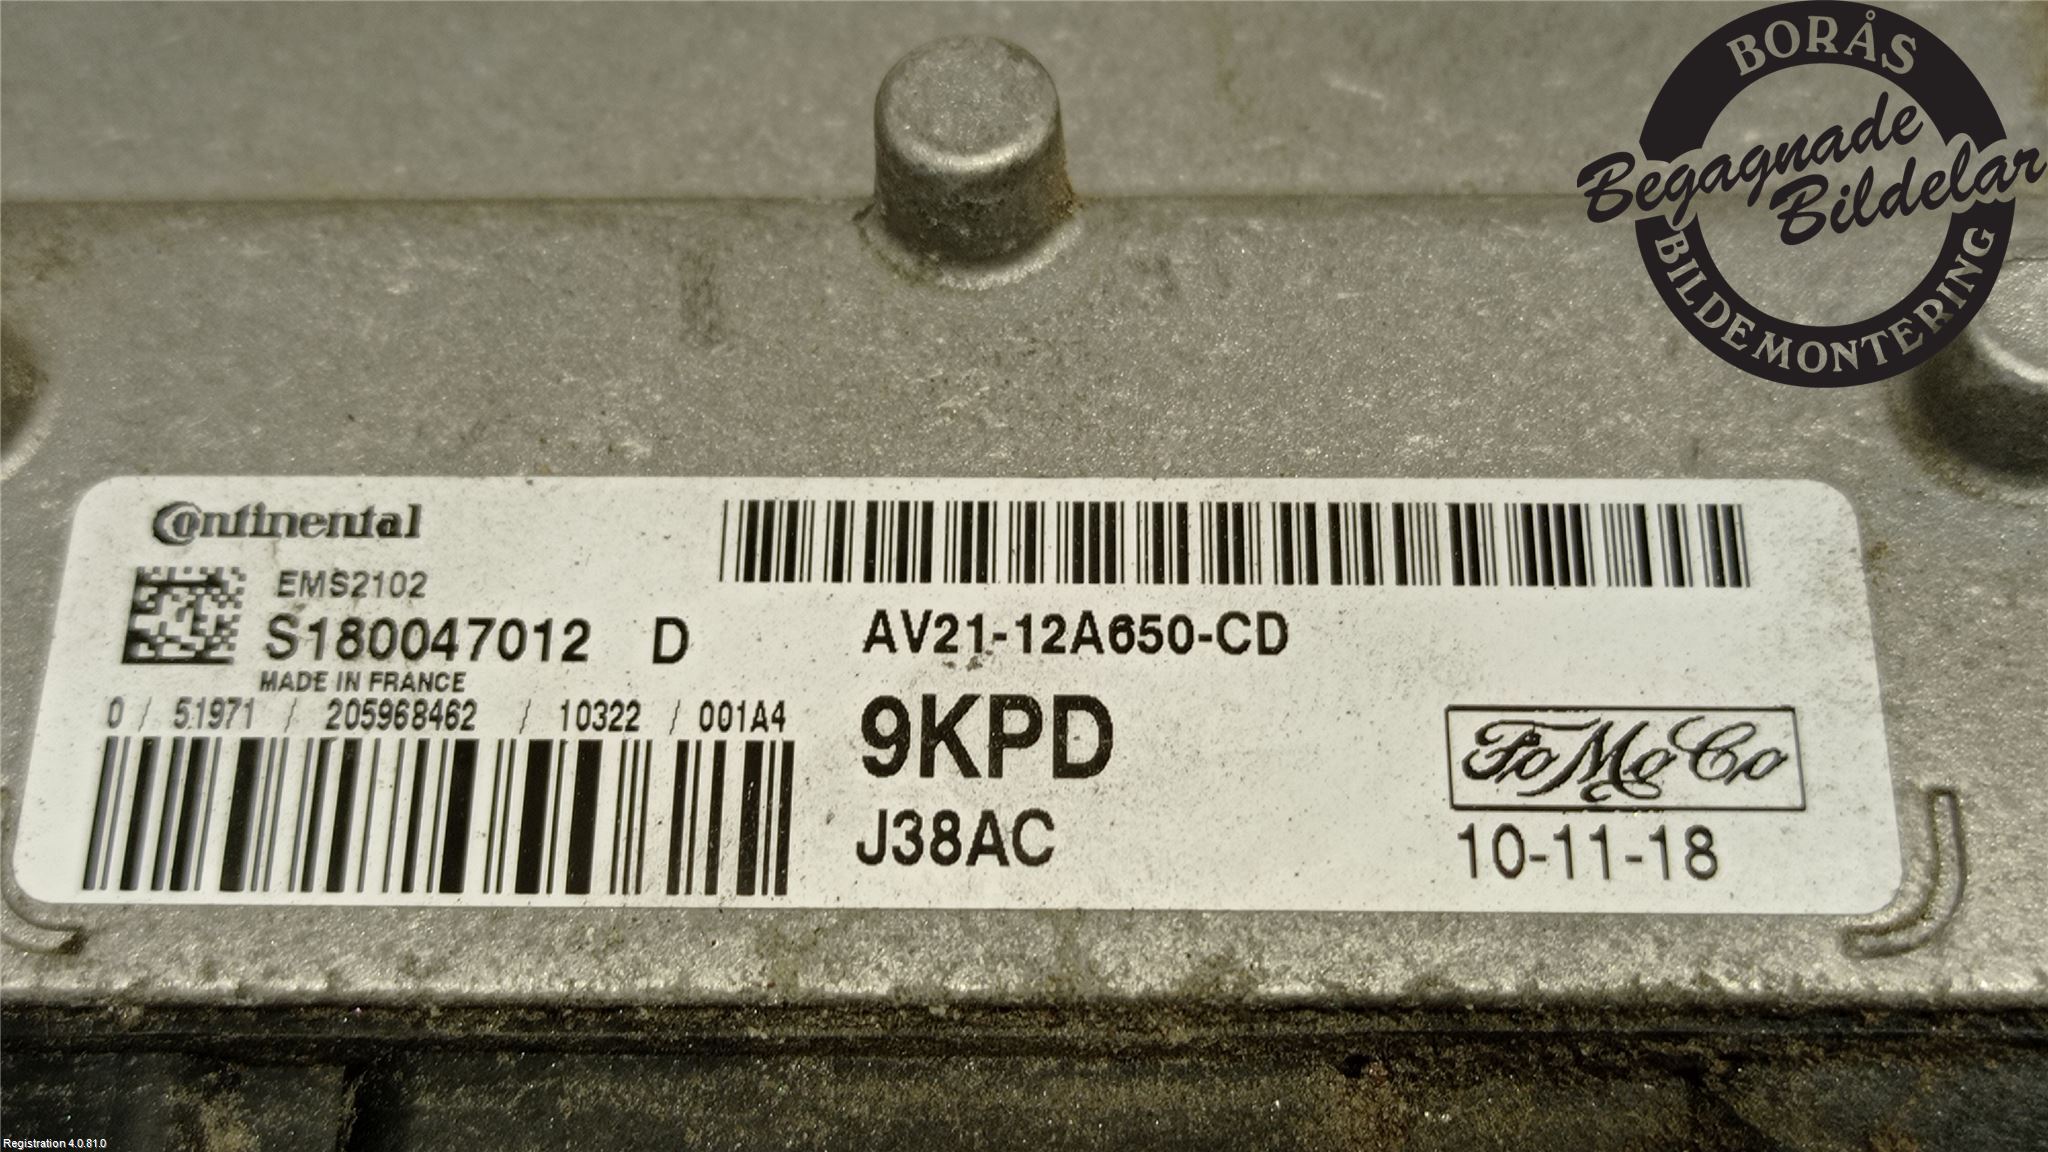 BORÅS
Begagnade
Bildelar
BILDEMONTERING
Continental
EMS2102
S180047012 D
MADE IN FRANCE
0 / 51971 / 205968462 / 10322 / 001A4
AV21-12A650-CD
9KPD
J38AC
FoMoCo
10-11-18
Registration 4.0.81.0